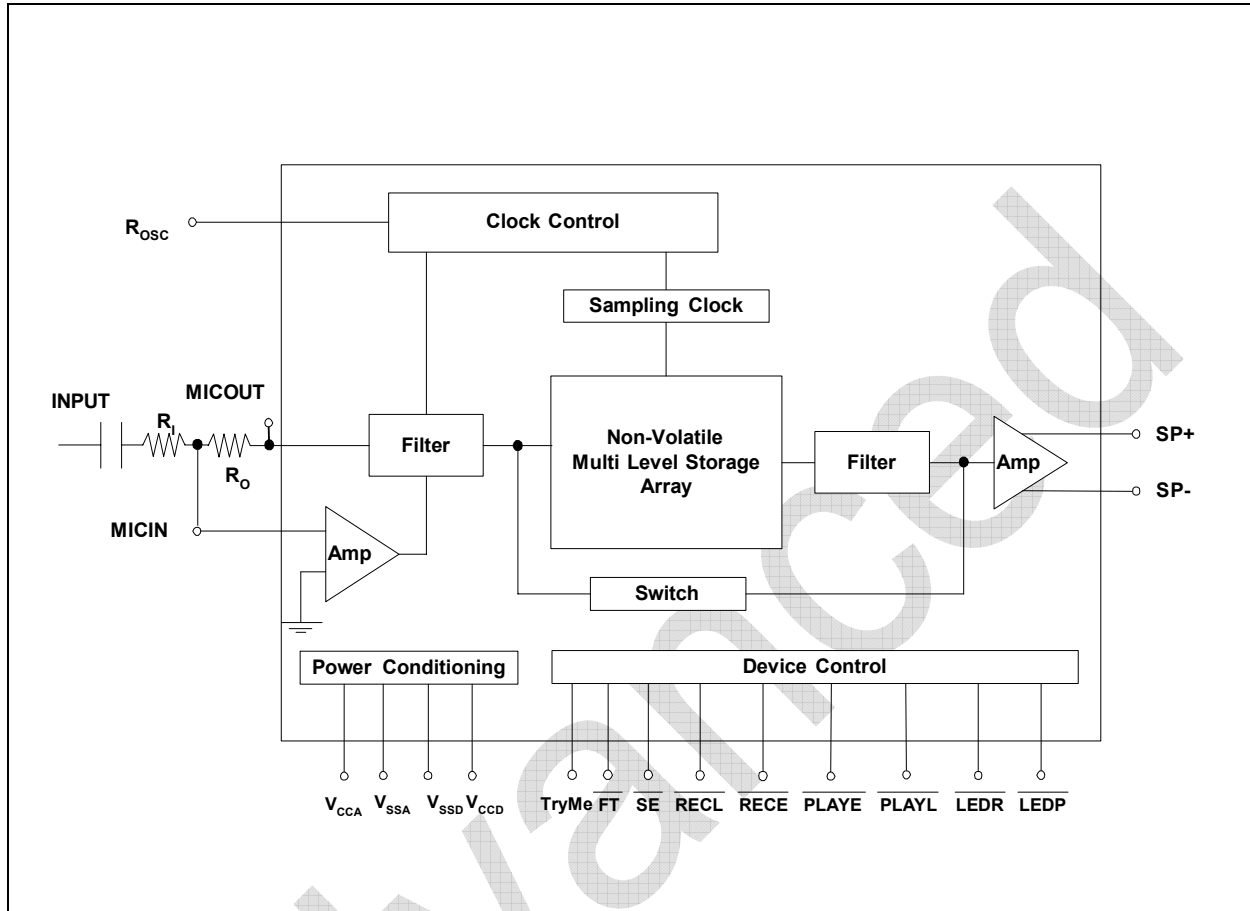 Clock Control
R_OSC
Sampling Clock
MICOUT
INPUT
R_I
Filter
Non-Volatile
Multi Level Storage
Array
Filter
Amp
SP+
SP-
R_O
MICIN
Amp
Switch
Power Conditioning
Device Control
V_CCA V_SSA V_SSD V_CCD TryMe FT SE RECL RECE PLAYE PLAYL LEDR LEDP
vanced